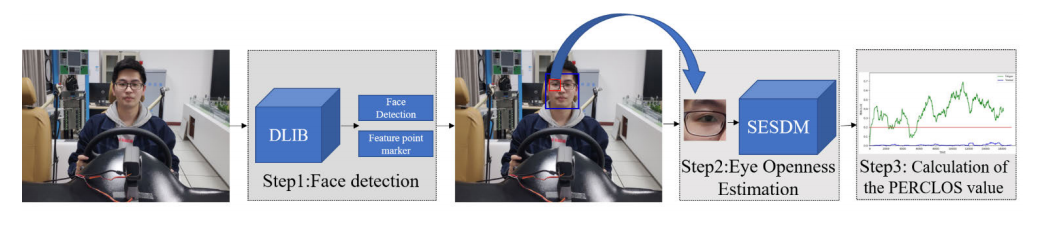 DLIB
Face
Detection
Feature point
marker
Step1:Face detection
SESDM
Step2:Eye Openness
Estimation
Step3: Calculation of
the PERCLOS value